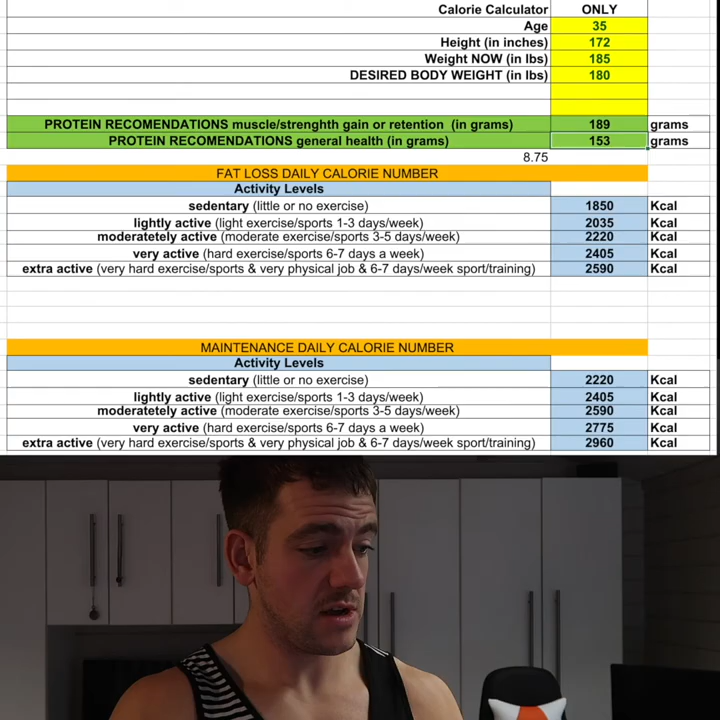 Calorie Calculator ONLY
Age 35
Height (in inches) 172
Weight NOW (in lbs) 185
DESIRED BODY WEIGHT (in lbs) 180
PROTEIN RECOMENDATIONS muscle/strenghth gain or retention (in grams) 189 grams
PROTEIN RECOMENDATIONS general health (in grams) 153 grams
8.75
FAT LOSS DAILY CALORIE NUMBER
Activity Levels
sedentary (little or no exercise) 1850 Kcal
lightly active (light exercise/sports 1-3 days/week) 2035 Kcal
moderatetely active (moderate exercise/sports 3-5 days/week) 2220 Kcal
very active (hard exercise/sports 6-7 days a week) 2405 Kcal
extra active (very hard exercise/sports & very physical job & 6-7 days/week sport/training) 2590 Kcal
MAINTENANCE DAILY CALORIE NUMBER
Activity Levels
sedentary (little or no exercise) 2220 Kcal
lightly active (light exercise/sports 1-3 days/week) 2405 Kcal
moderatetely active (moderate exercise/sports 3-5 days/week) 2590 Kcal
very active (hard exercise/sports 6-7 days a week) 2775 Kcal
extra active (very hard exercise/sports & very physical job & 6-7 days/week sport/training) 2960 Kcal